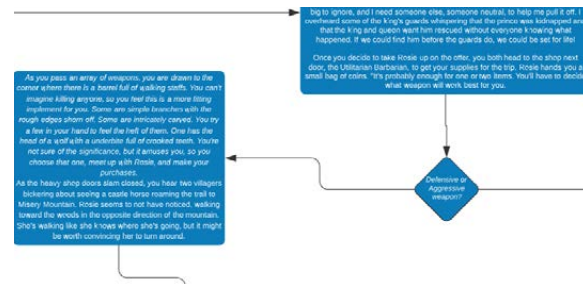 big to ignore, and I need someone else, someone neutral, to help me pull it off. I
overheard some of the king's guards whispering that the prince was kidnapped and
that the king and queen want him rescued without everyone knowing what
happened. If we could find him before the guards do, we could be set for life!
Once you decide to take Rosie up on the offer, you both head to the shop next
door, the Utilitarian Barbarian, to get your supplies for the trip. Rosie hands you a
small bag of coins. "It's probably enough for one or two items. You'll have to decide
what weapon will work best for you.
As you pass an array of weapons, you are drawn to the
corner where there is a barrel full of walking staffs. You can't
imagine killing anyone, so you feel this is a more fitting
implement for you. Some are simple branches with the
rough edges shorn off. Some are intricately carved. You try
a few in your hand to feel the heft of them. One has the
head of a wolf with a underbite full of crooked teeth. You're
not sure of the significance, but it amuses you, so you
choose that one, meet up with Rosie, and make your
purchases.
As the heavy shop doors slam closed, you hear two villagers
bickering about seeing a castle horse roaming the trail to
Misery Mountain. Rosie seems to not have noticed, walking
toward the woods in the opposite direction of the mountain.
She's walking like she knows where she's going, but it might
be worth convincing her to turn around.
Defensive or
Aggressive
weapon?